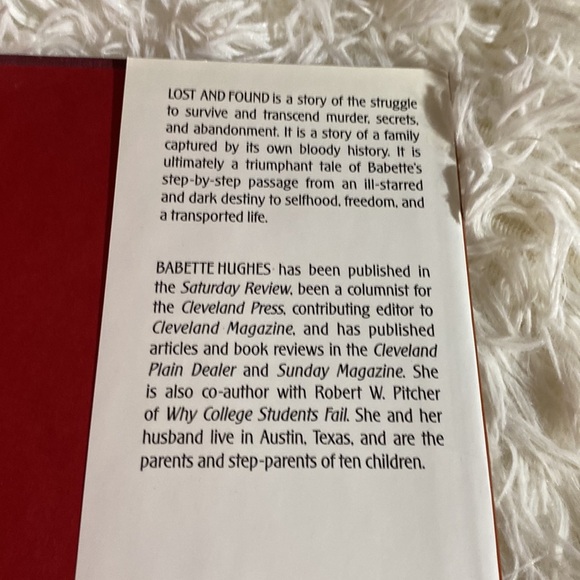 LOST AND FOUND is a story of the struggle
to survive and transcend murder, secrets,
and abandonment. It is a story of a family
captured by its own bloody history. It is
ultimately a triumphant tale of Babette's
step-by-step passage from an ill-starred
and dark destiny to selfhood, freedom, and
a transported life.
BABETTE HUGHES has been published in
the Saturday Review, been a columnist for
the Cleveland Press, contributing editor to
Cleveland Magazine, and has published
articles and book reviews in the Cleveland
Plain Dealer and Sunday Magazine. She
is also co-author with Robert W. Pitcher
of Why College Students Fail. She and her
husband live in Austin, Texas, and are the
parents and step-parents of ten children.